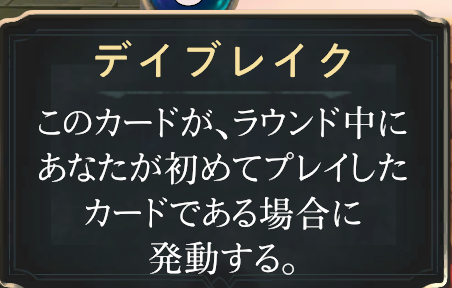 デイブレイク
このカードが、ラウンド中に
あなたが初めてプレイした
カードである場合に
発動する。